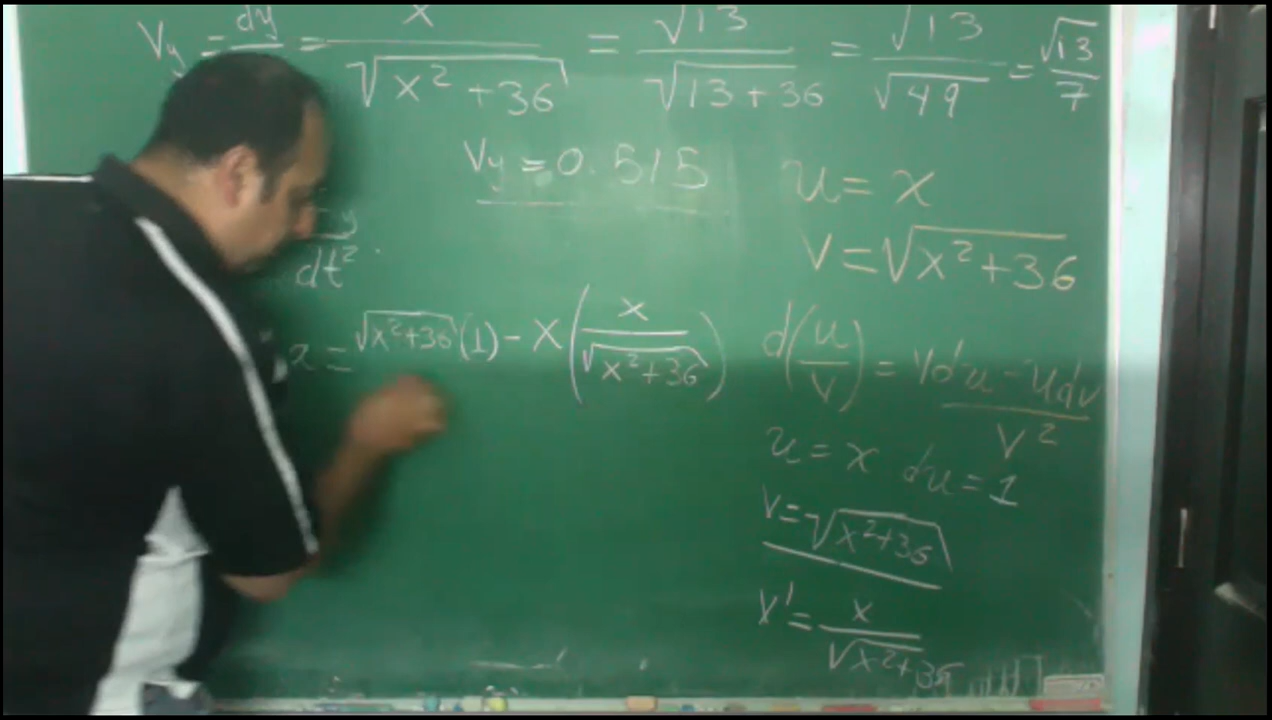 Vy = dy = x / √(x² + 36) = √13 / √(13 + 36) = √13 / √49 = √13 / 7
Vy = 0.515
u = x
v = √(x² + 36)
y
dt²
= √(x²+36) (1) - x (x / √(x²+36))
d(u/v) = (v du - u dv) / v²
u = x du = 1
v = √(x²+36)
v' = x / √(x²+36)